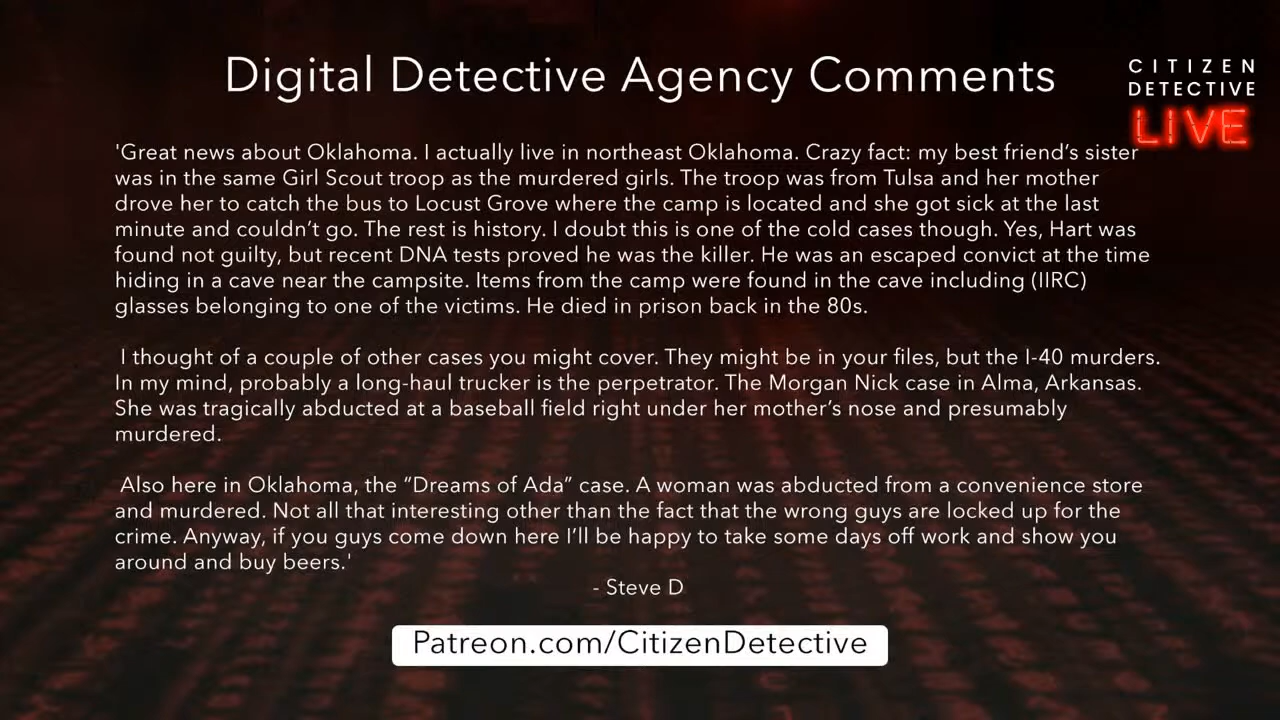 Digital Detective Agency Comments
CITIZEN
DETECTIVE
LIVE
'Great news about Oklahoma. I actually live in northeast Oklahoma. Crazy fact: my best friend’s sister
was in the same Girl Scout troop as the murdered girls. The troop was from Tulsa and her mother
drove her to catch the bus to Locust Grove where the camp is located and she got sick at the last
minute and couldn’t go. The rest is history. I doubt this is one of the cold cases though. Yes, Hart was
found not guilty, but recent DNA tests proved he was the killer. He was an escaped convict at the time
hiding in a cave near the campsite. Items from the camp were found in the cave including (IIRC)
glasses belonging to one of the victims. He died in prison back in the 80s.
I thought of a couple of other cases you might cover. They might be in your files, but the I-40 murders.
In my mind, probably a long-haul trucker is the perpetrator. The Morgan Nick case in Alma, Arkansas.
She was tragically abducted at a baseball field right under her mother’s nose and presumably
murdered.
Also here in Oklahoma, the “Dreams of Ada” case. A woman was abducted from a convenience store
and murdered. Not all that interesting other than the fact that the wrong guys are locked up for the
crime. Anyway, if you guys come down here I’ll be happy to take some days off work and show you
around and buy beers.'
- Steve D
Patreon.com/CitizenDetective